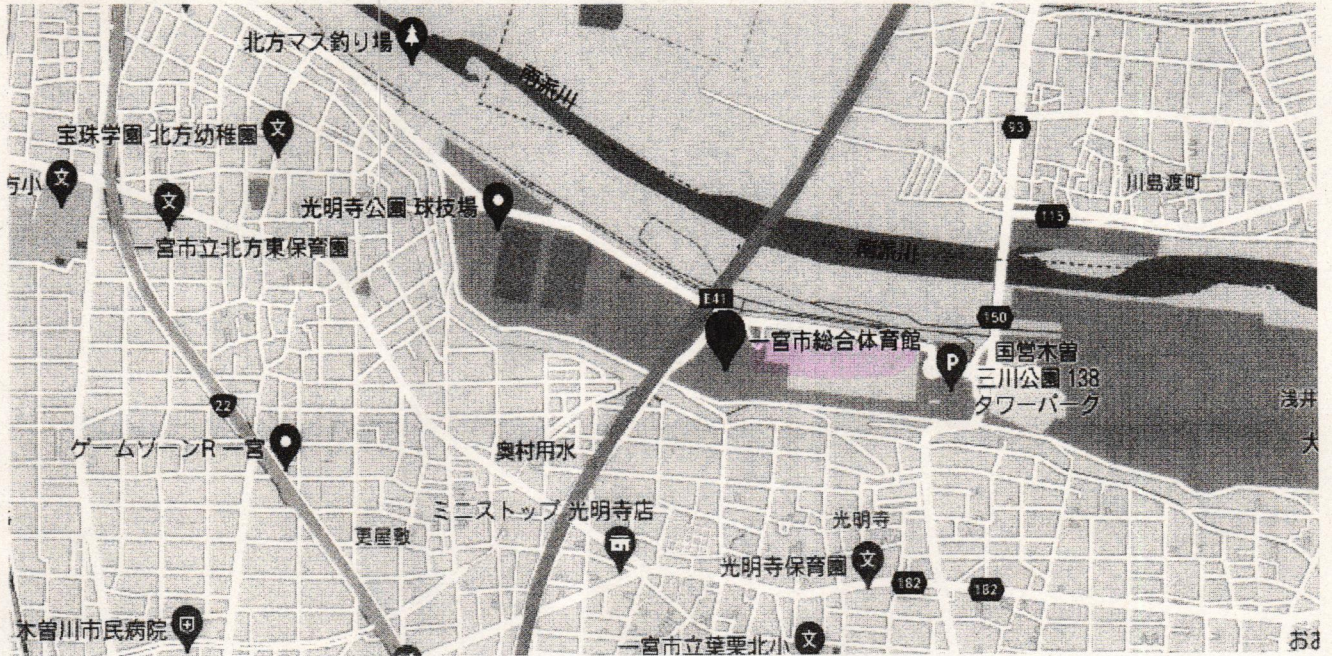 北方マス釣り場
南派川
宝珠学園 北方幼稚園
93
方小
川島渡町
光明寺公園 球技場
115
一宮市立北方東保育園
南派川
E41
150
一宮市総合体育館
国営木曽
三川公園 138
タワーパーク
浅井
大
22
ゲームゾーンR 一宮
奥村用水
ミニストップ 光明寺店
更屋敷
光明寺
光明寺保育園
182
182
木曽川市民病院
一宮市立葉栗北小
おお